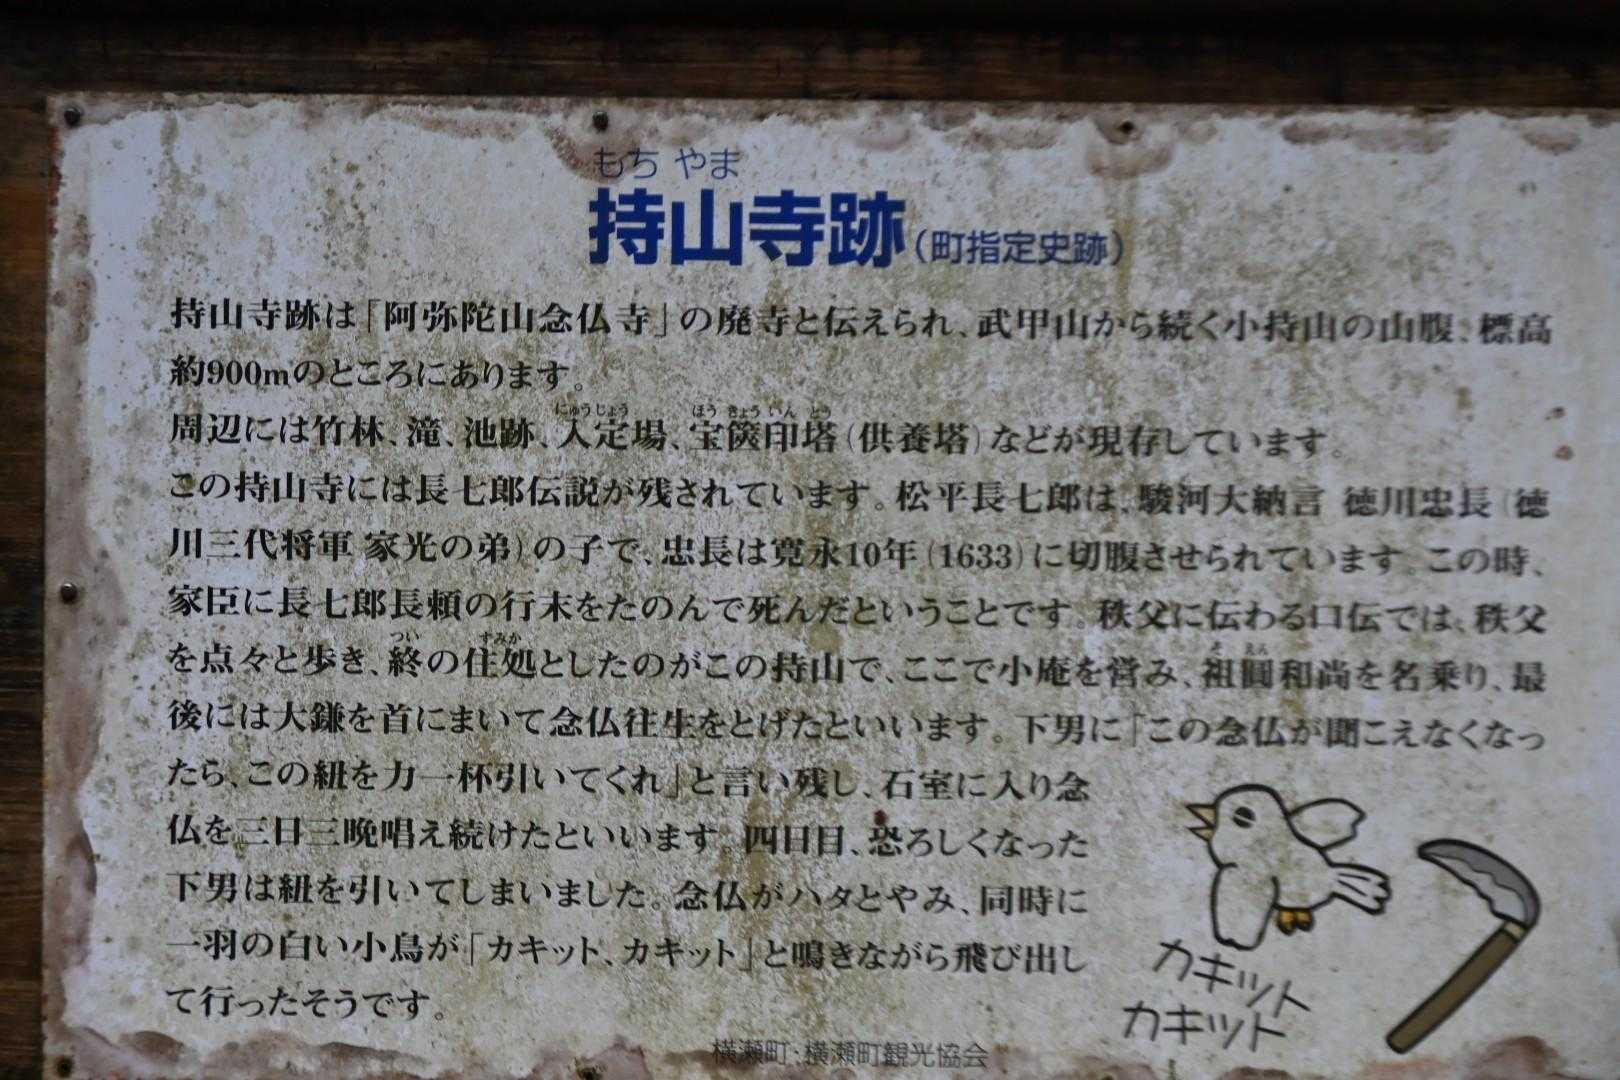 もち やま
持山寺跡(町指定史跡)
持山寺跡は「阿弥陀山念仏寺」の廃寺と伝えられ、武甲山から続く小持山の山腹、標高
約900mのところにあります。
にゅうじょう ほう きょう いん とう
周辺には竹林、滝、池跡、入定場、宝篋印塔(供養塔)などが現存しています。
この持山寺には長七郎伝説が残されています。松平長七郎は、駿河大納言 徳川忠長(徳
川三代将軍 家光の弟)の子で、忠長は寛永10年(1633)に切腹させられています。この時、
家臣に長七郎長頼の行末をたのんで死んだということです。秩父に伝わる口伝では、秩父
つい すみか そ えん
を点々と歩き、終の住処としたのがこの持山で、ここで小庵を営み、祖圓和尚を名乗り、最
後には大鎌を首にまいて念仏往生をとげたといいます。下男に「この念仏が聞こえなくなっ
たら、この紐を力一杯引いてくれ」と言い残し、石室に入り念
仏を三日三晩唱え続けたといいます。四日目、恐ろしくなった
下男は紐を引いてしまいました。念仏がハタとやみ、同時に
一羽の白い小鳥が「カキット、カキット」と鳴きながら飛び出し
て行ったそうです。
カキット
カキット
横瀬町・横瀬町観光協会